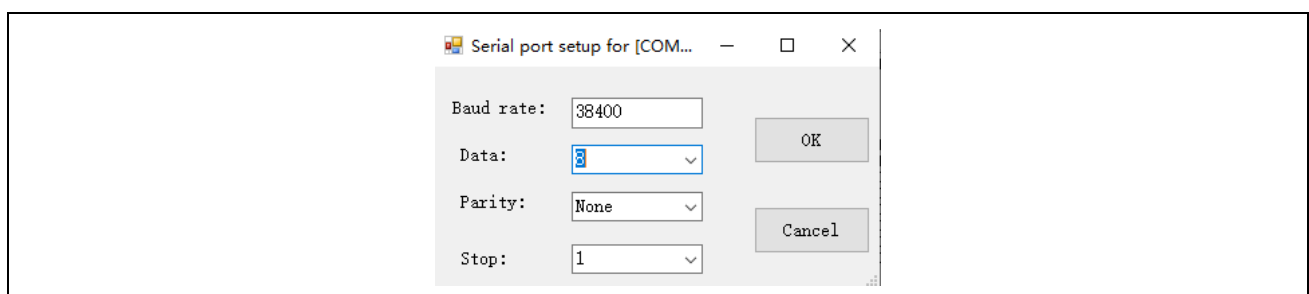 Serial port setup for [COM...
Baud rate: 38400
OK
Data: 8
Parity: None
Cancel
Stop: 1